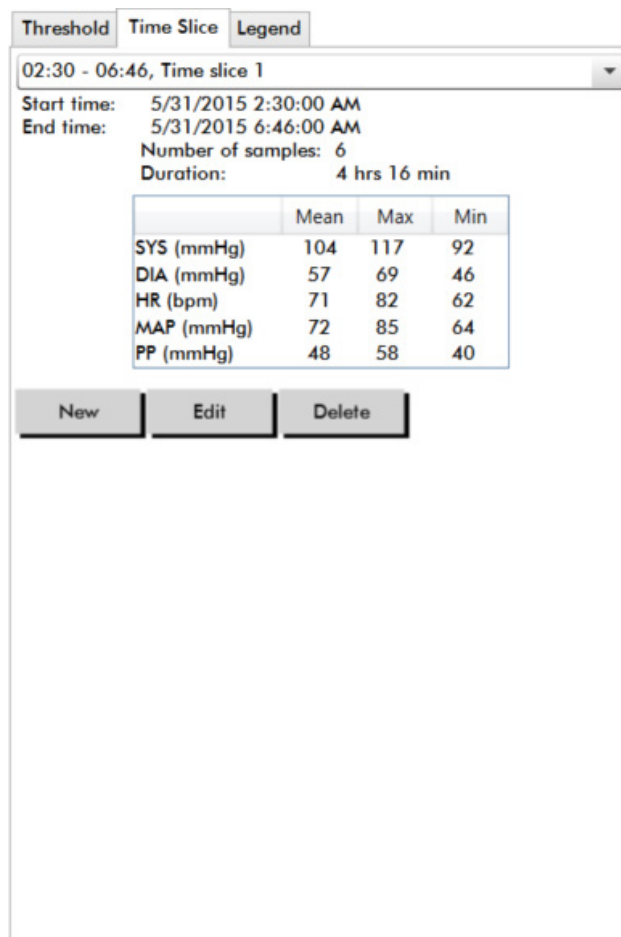 Threshold Time Slice Legend
02:30 - 06:46, Time slice 1
Start time: 5/31/2015 2:30:00 AM
End time: 5/31/2015 6:46:00 AM
Number of samples: 6
Duration: 4 hrs 16 min
Mean Max Min
SYS (mmHg) 104 117 92
DIA (mmHg) 57 69 46
HR (bpm) 71 82 62
MAP (mmHg) 72 85 64
PP (mmHg) 48 58 40
New Edit Delete